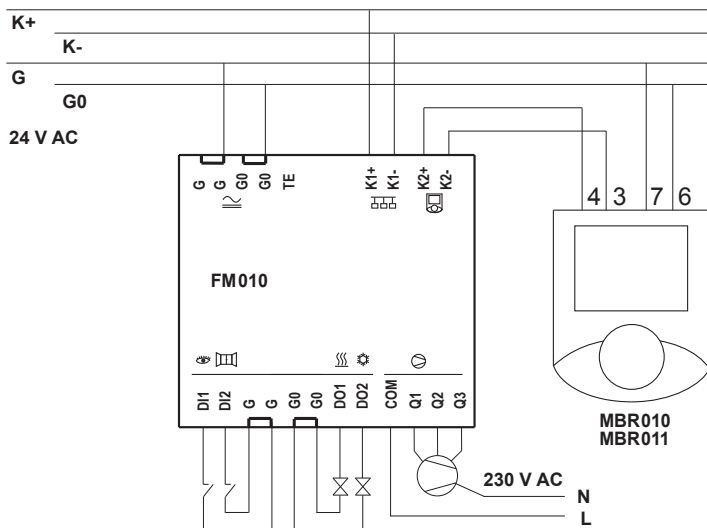 K+
K-
G
G0
24 V AC
G G G0 G0 TE K1+ K1- K2+ K2-
4 3 7 6
FM010
DI1 DI2 G G G0 G0 DO1 DO2 COM Q1 Q2 Q3
MBR010
MBR011
230 V AC
N
L